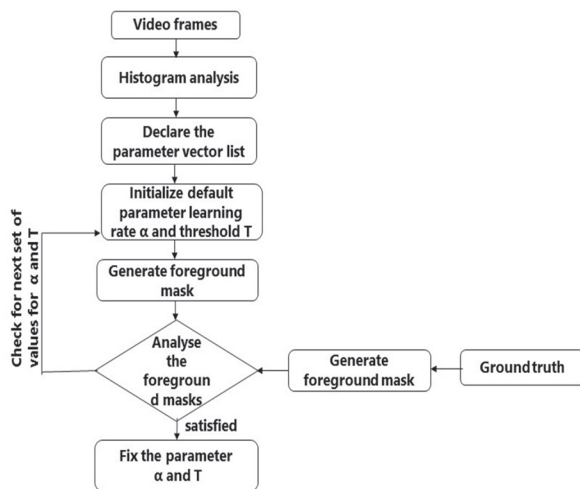 Video frames
Histogram analysis
Declare the
parameter vector list
Initialize default
parameter learning
rate α and threshold T
Check for next set of
values for α and T
Generate foreground
mask
Analyse
the
foregroun
d masks
Generate
foreground mask
Ground truth
satisfied
Fix the parameter
α and T